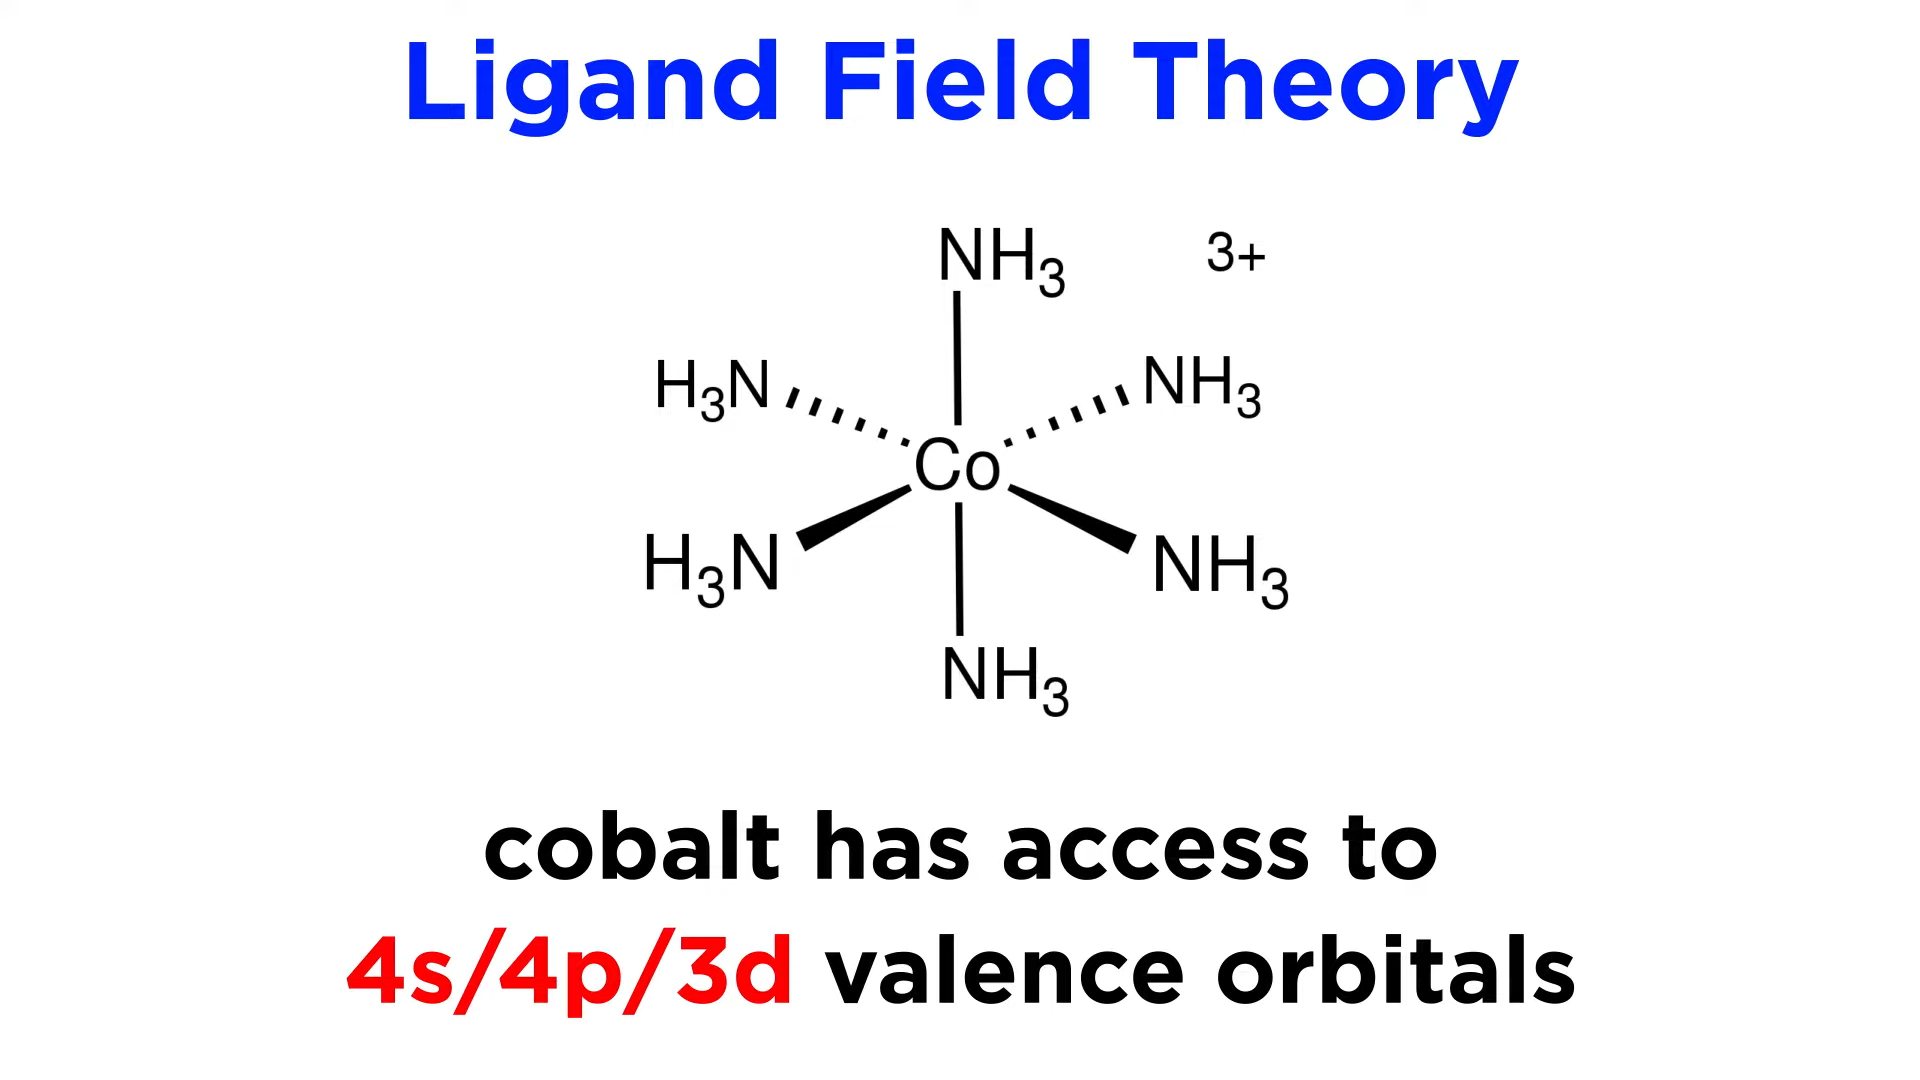 Ligand Field Theory
NH3 3+
H3N NH3
Co
H3N NH3
NH3
cobalt has access to
4s/4p/3d valence orbitals